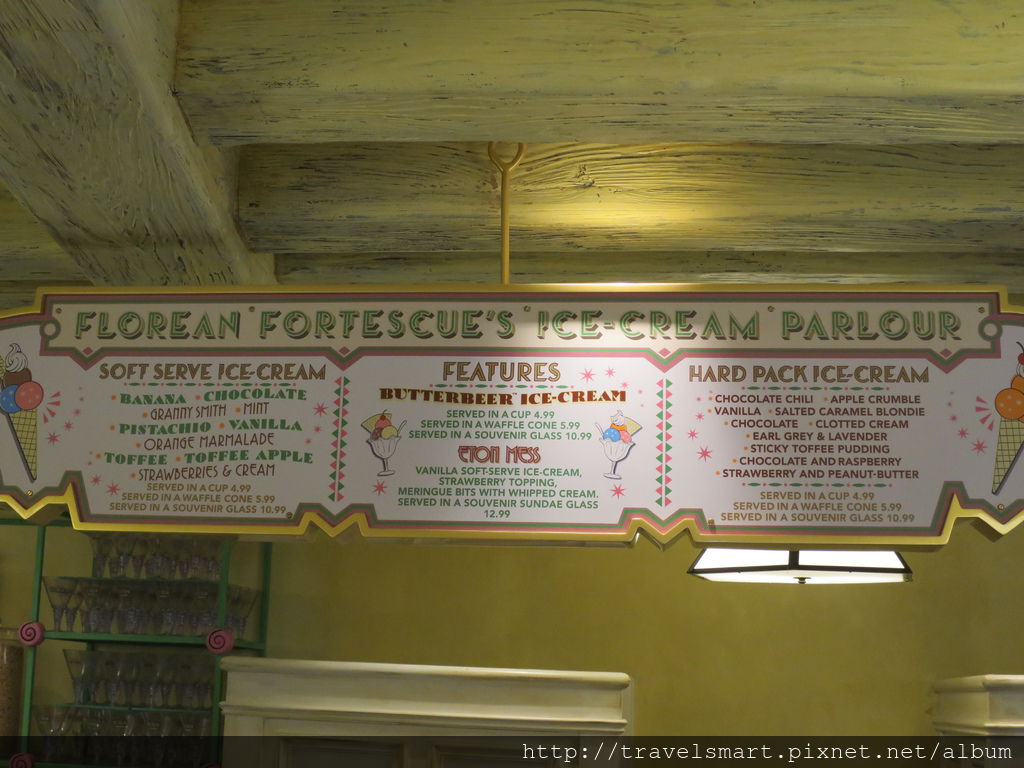 FLOREAN FORTESCUE'S ICE-CREAM PARLOUR
SOFT SERVE ICE-CREAM
BANANA • CHOCOLATE
• GRANNY SMITH • MINT
PISTACHIO • VANILLA
• ORANGE MARMALADE
TOFFEE • TOFFEE APPLE
• STRAWBERRIES & CREAM
SERVED IN A CUP 4.99
SERVED IN A WAFFLE CONE 5.99
SERVED IN A SOUVENIR GLASS 10.99
FEATURES
BUTTERBEER™ ICE-CREAM
SERVED IN A CUP 4.99
SERVED IN A WAFFLE CONE 5.99
SERVED IN A SOUVENIR GLASS 10.99
ETON MESS
VANILLA SOFT-SERVE ICE-CREAM,
STRAWBERRY TOPPING,
MERINGUE BITS WITH WHIPPED CREAM.
SERVED IN A SOUVENIR SUNDAE GLASS
12.99
HARD PACK ICE-CREAM
• CHOCOLATE CHILI • APPLE CRUMBLE
• VANILLA • SALTED CARAMEL BLONDIE
• CHOCOLATE • CLOTTED CREAM
• EARL GREY & LAVENDER
• STICKY TOFFEE PUDDING
• CHOCOLATE AND RASPBERRY
• STRAWBERRY AND PEANUT-BUTTER
SERVED IN A CUP 4.99
SERVED IN A WAFFLE CONE 5.99
SERVED IN A SOUVENIR GLASS 10.99
http://travelsmart.pixnet.net/album